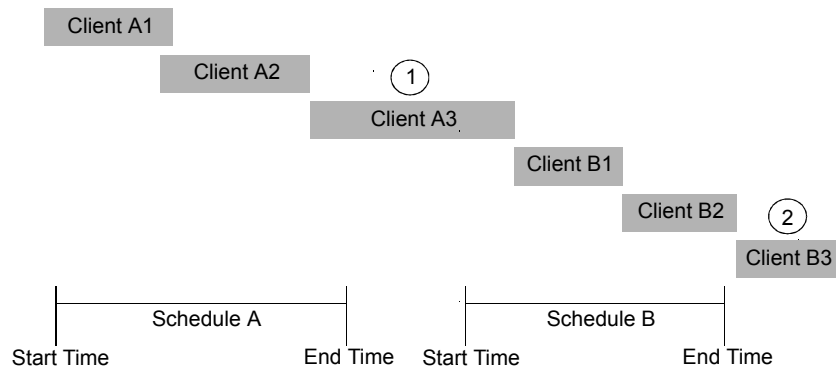 Client A1
Client A2
1
Client A3
Client B1
Client B2
2
Client B3
Schedule A
Schedule B
Start Time
End Time
Start Time
End Time